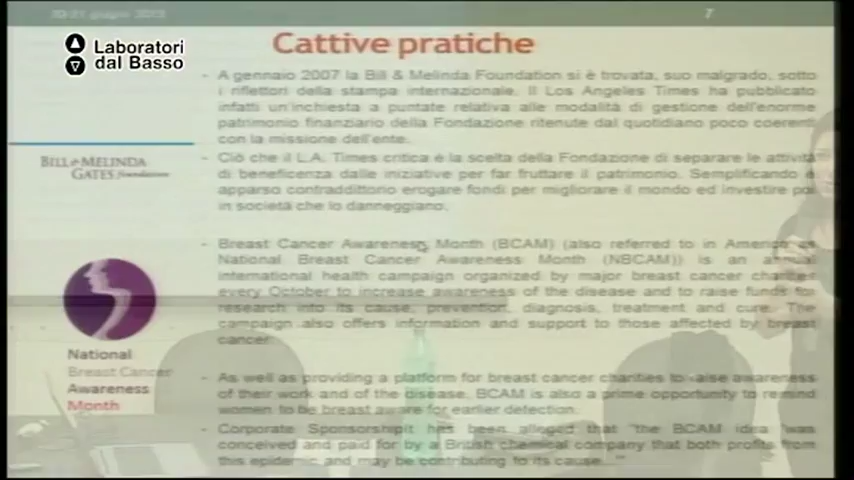 20-21 giugno 2013
7
Laboratori
dal Basso
Cattive pratiche
- A gennaio 2007 la Bill & Melinda Foundation si è trovata, suo malgrado, sotto
i riflettori della stampa internazionale. Il Los Angeles Times ha pubblicato
infatti un'inchiesta a puntate relativa alle modalità di gestione dell'enorme
patrimonio finanziario della Fondazione ritenute dal quotidiano poco coerenti
con la missione dell'ente.
BILL & MELINDA
GATES foundation
- Ciò che il L.A. Times critica è la scelta della Fondazione di separare le attività
di beneficenza dalle iniziative per far fruttare il patrimonio. Semplificando è
apparso contraddittorio erogare fondi per migliorare il mondo ed investire poi
in società che lo danneggiano.
- Breast Cancer Awareness Month (BCAM) (also referred to in America as
National Breast Cancer Awareness Month (NBCAM)) is an annual
international health campaign organized by major breast cancer charities
every October to increase awareness of the disease and to raise funds for
research into its cause, prevention, diagnosis, treatment and cure. The
campaign also offers information and support to those affected by breast
cancer.
National
Breast Cancer
Awareness
Month
- As well as providing a platform for breast cancer charities to raise awareness
of their work and of the disease, BCAM is also a prime opportunity to remind
women to be breast aware for earlier detection.
- Corporate Sponsorshipit has been alleged that "the BCAM idea was
conceived and paid for by a British chemical company that both profits from
this epidemic and may be contributing to its cause..."